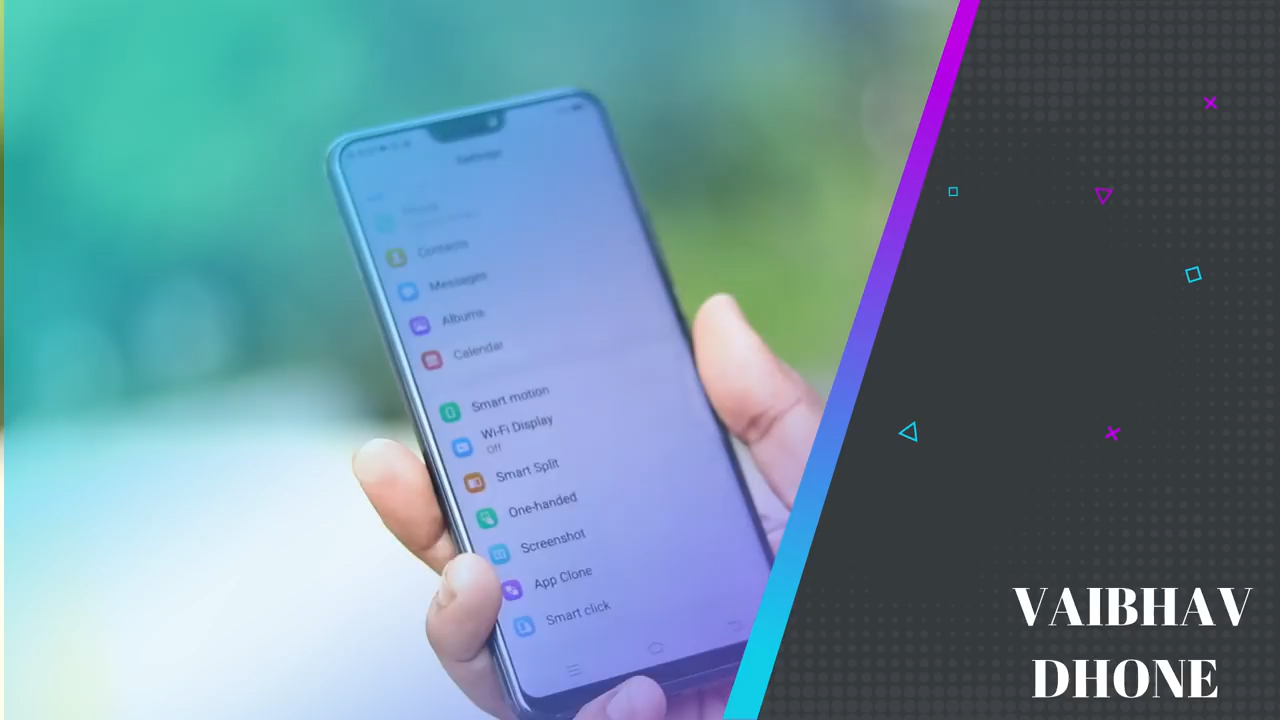 Settings
Contacts
Messages
Albums
Calendar
Smart motion
Wi-Fi Display
Off
Smart Split
One-handed
Screenshot
App Clone
Smart click
VAIBHAV
DHONE